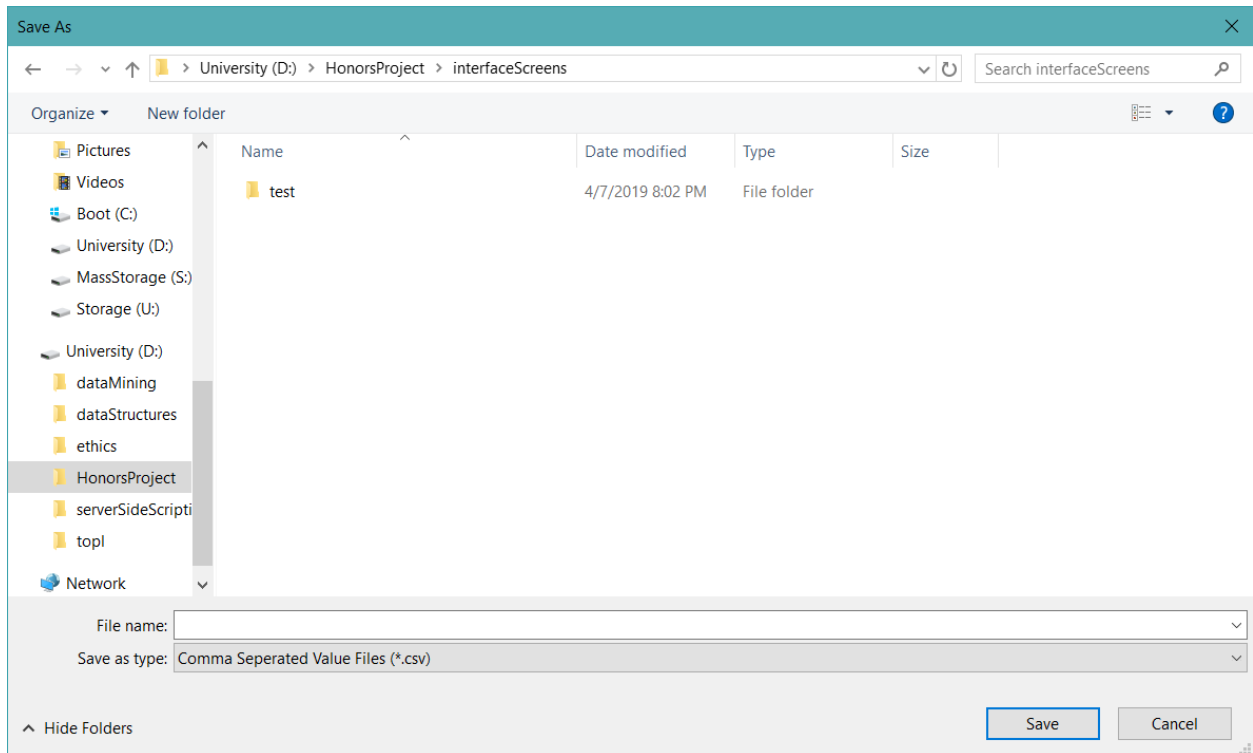 Save As
University (D:) > HonorsProject > interfaceScreens
Search interfaceScreens
Organize
New folder
?
Name Date modified Type Size
test 4/7/2019 8:02 PM File folder
Pictures
Videos
Boot (C:)
University (D:)
MassStorage (S:)
Storage (U:)
University (D:)
dataMining
dataStructures
ethics
HonorsProject
serverSideScripti
topl
Network
File name:
Save as type: Comma Seperated Value Files (*.csv)
Hide Folders
Save
Cancel